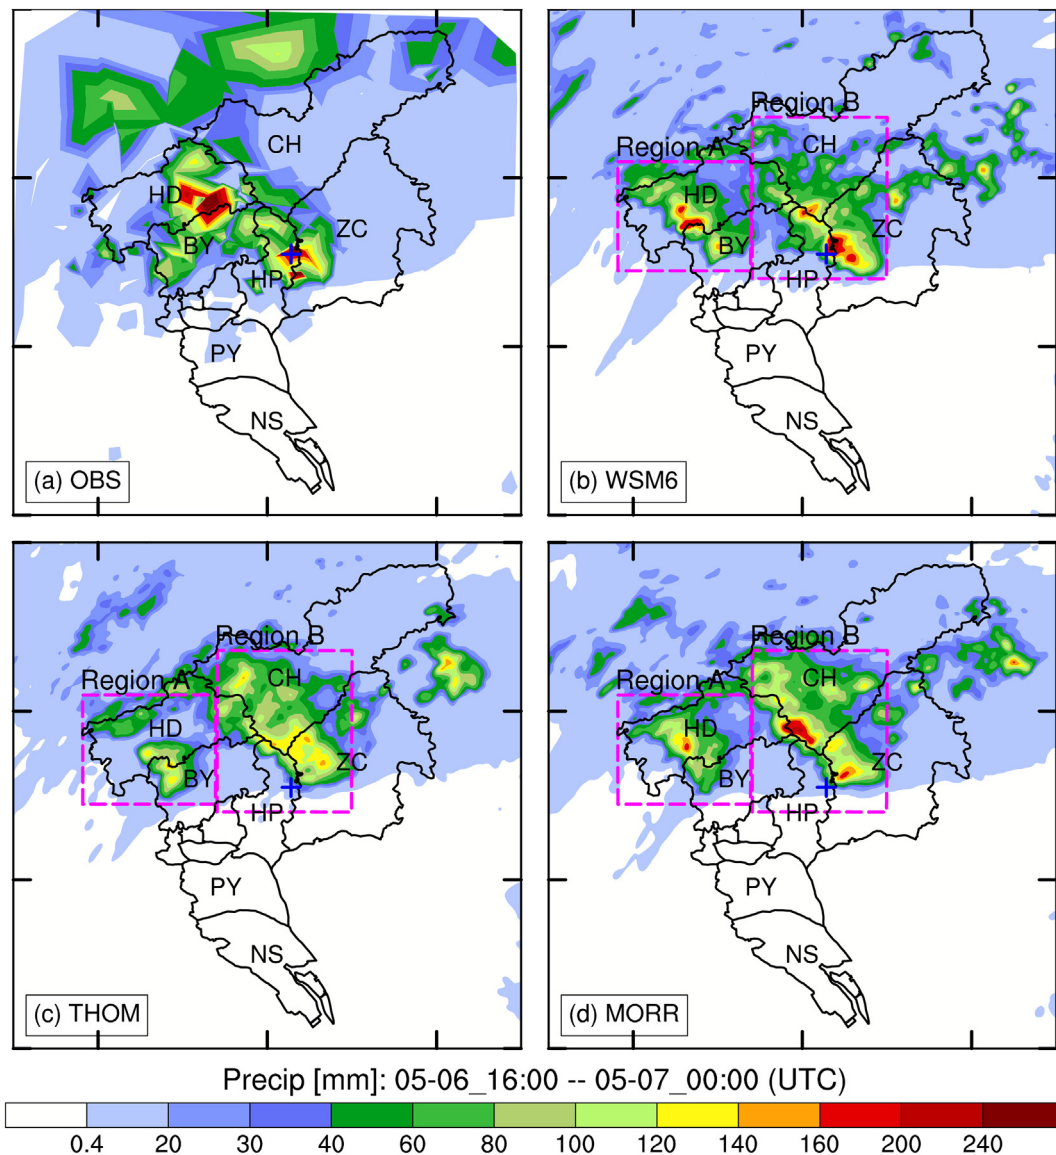 CH
HD
ZC
BY
HP
PY
NS
(a) OBS
Region B
CH
Region A
HD
ZC
BY
HP
PY
NS
(b) WSM6
Region B
CH
Region A
HD
ZC
BY
HP
PY
NS
(c) THOM
Region B
CH
Region A
HD
ZC
BY
HP
PY
NS
(d) MORR
Precip [mm]: 05-06_16:00 -- 05-07_00:00 (UTC)
0.4 20 30 40 60 80 100 120 140 160 200 240